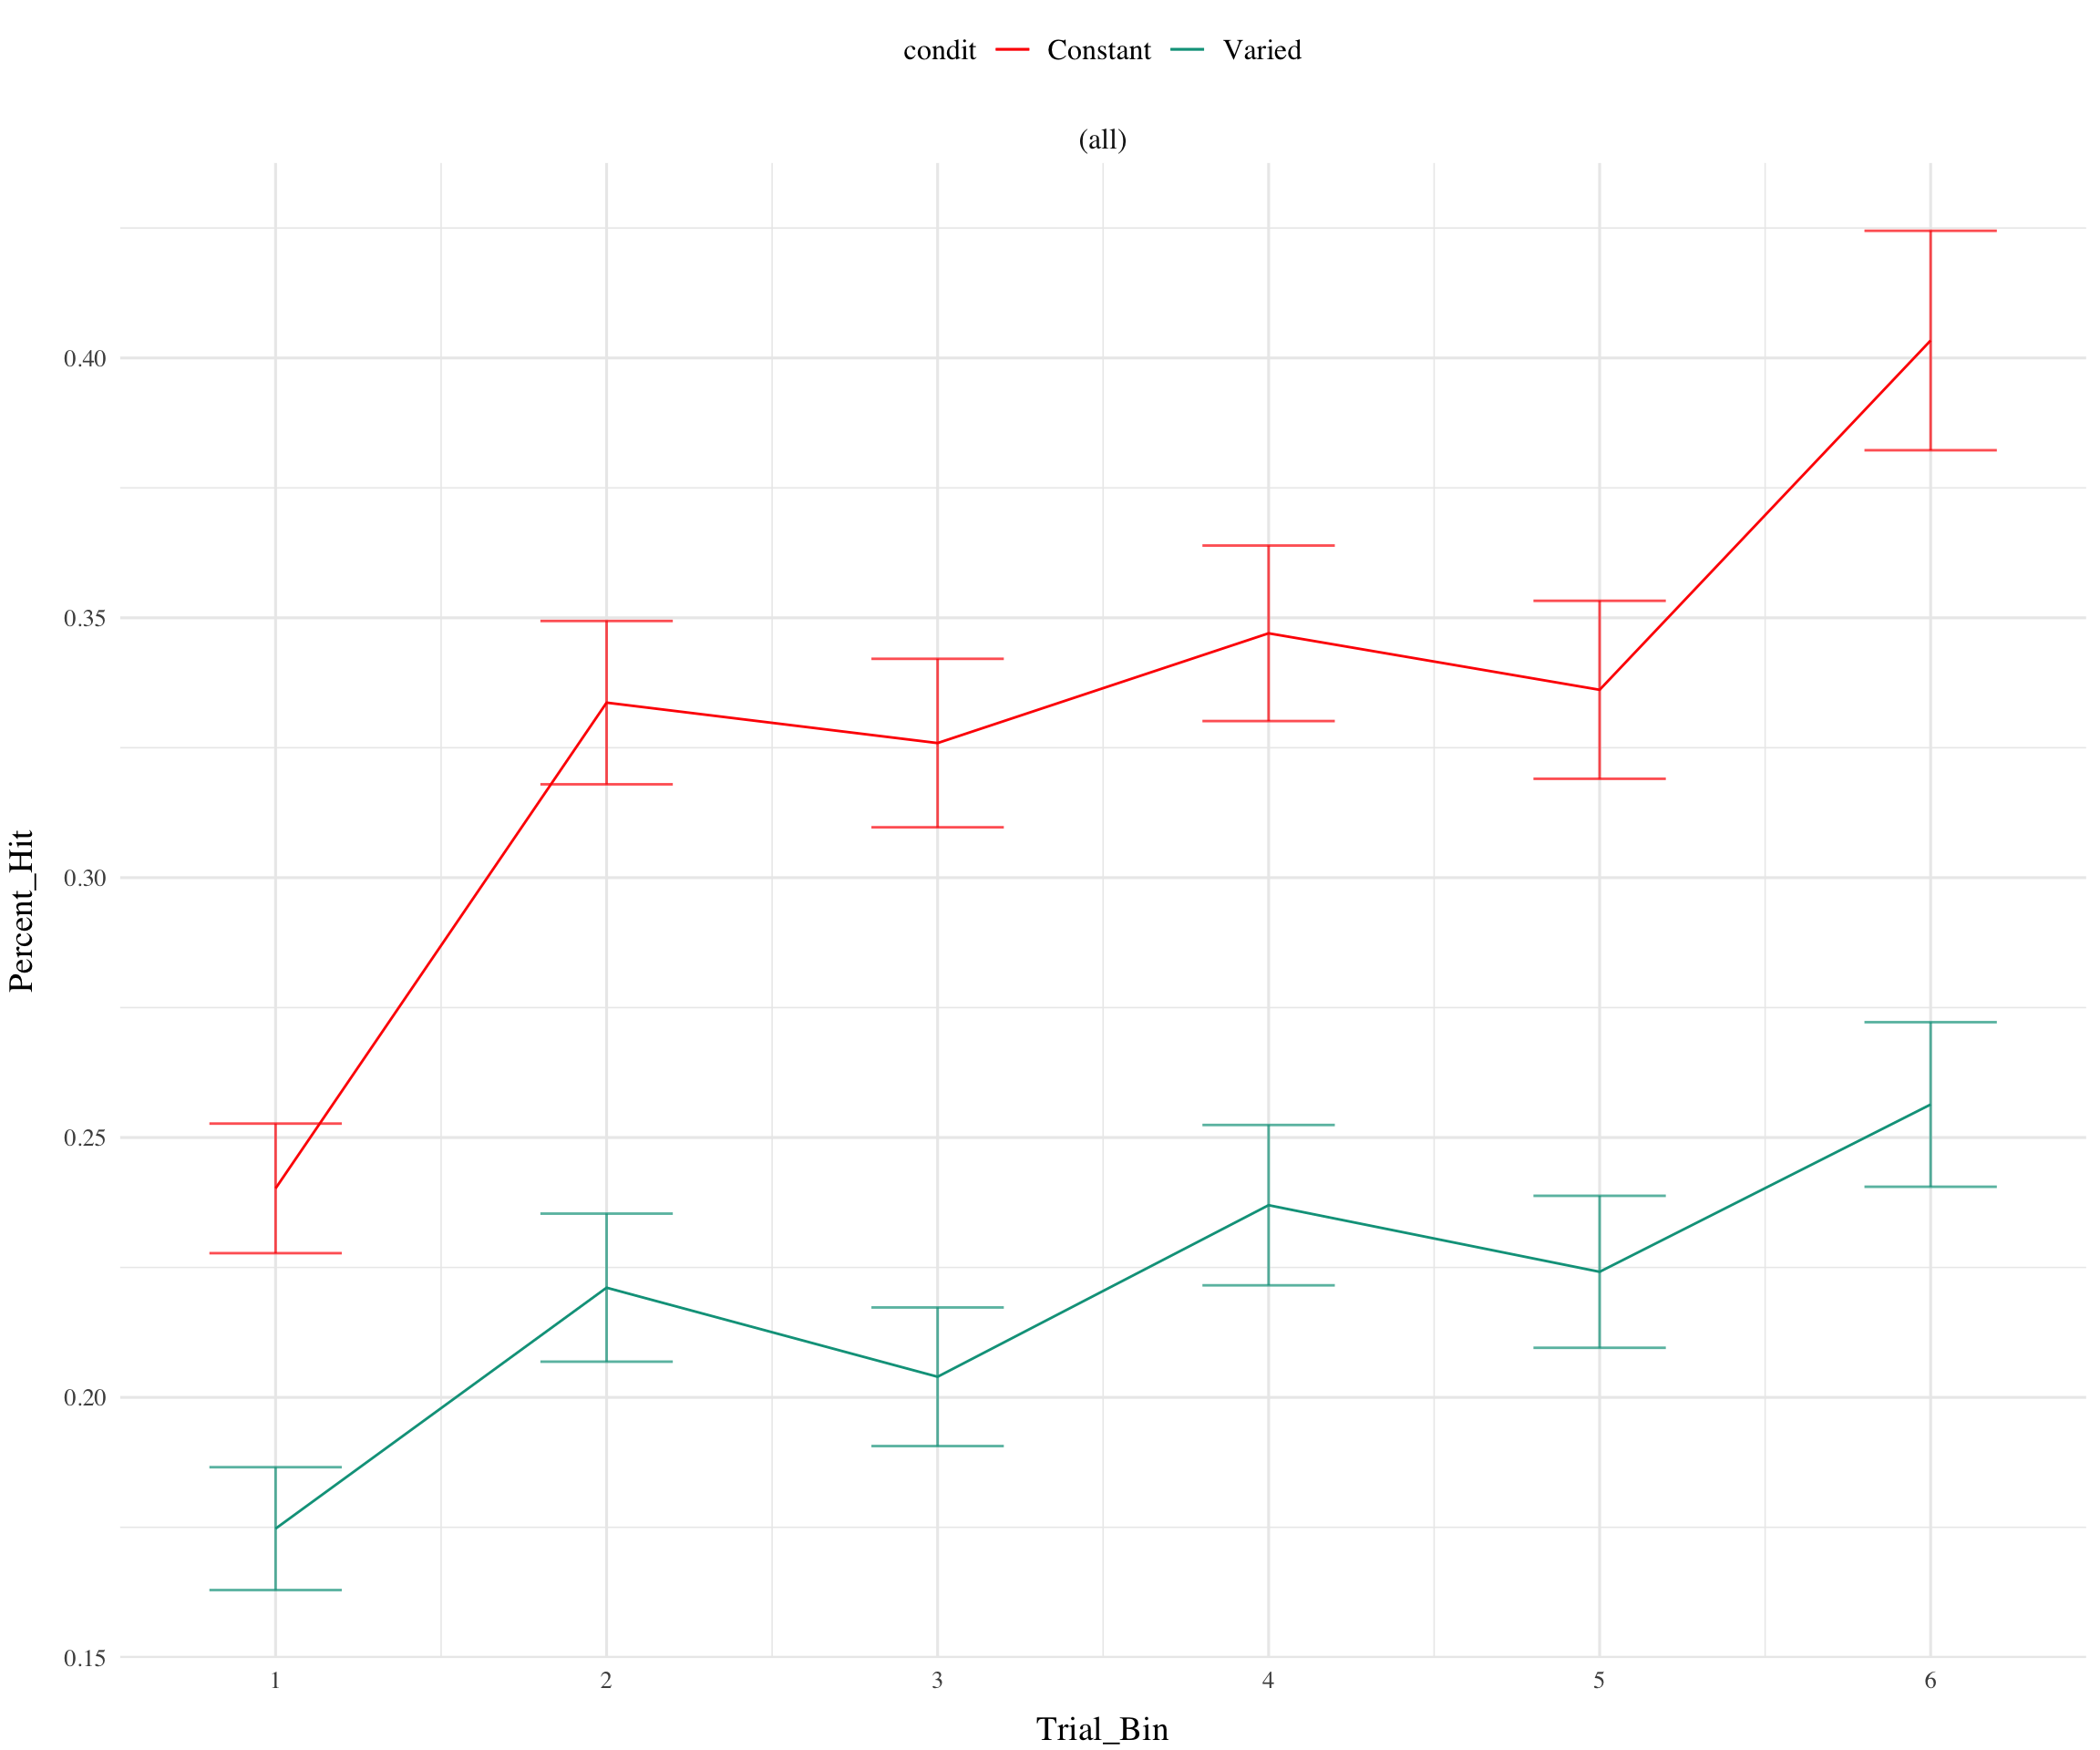 condit Constant Varied
(all)
Percent_Hit
0.40
0.35
0.30
0.25
0.20
0.15
1 2 3 4 5 6
Trial_Bin